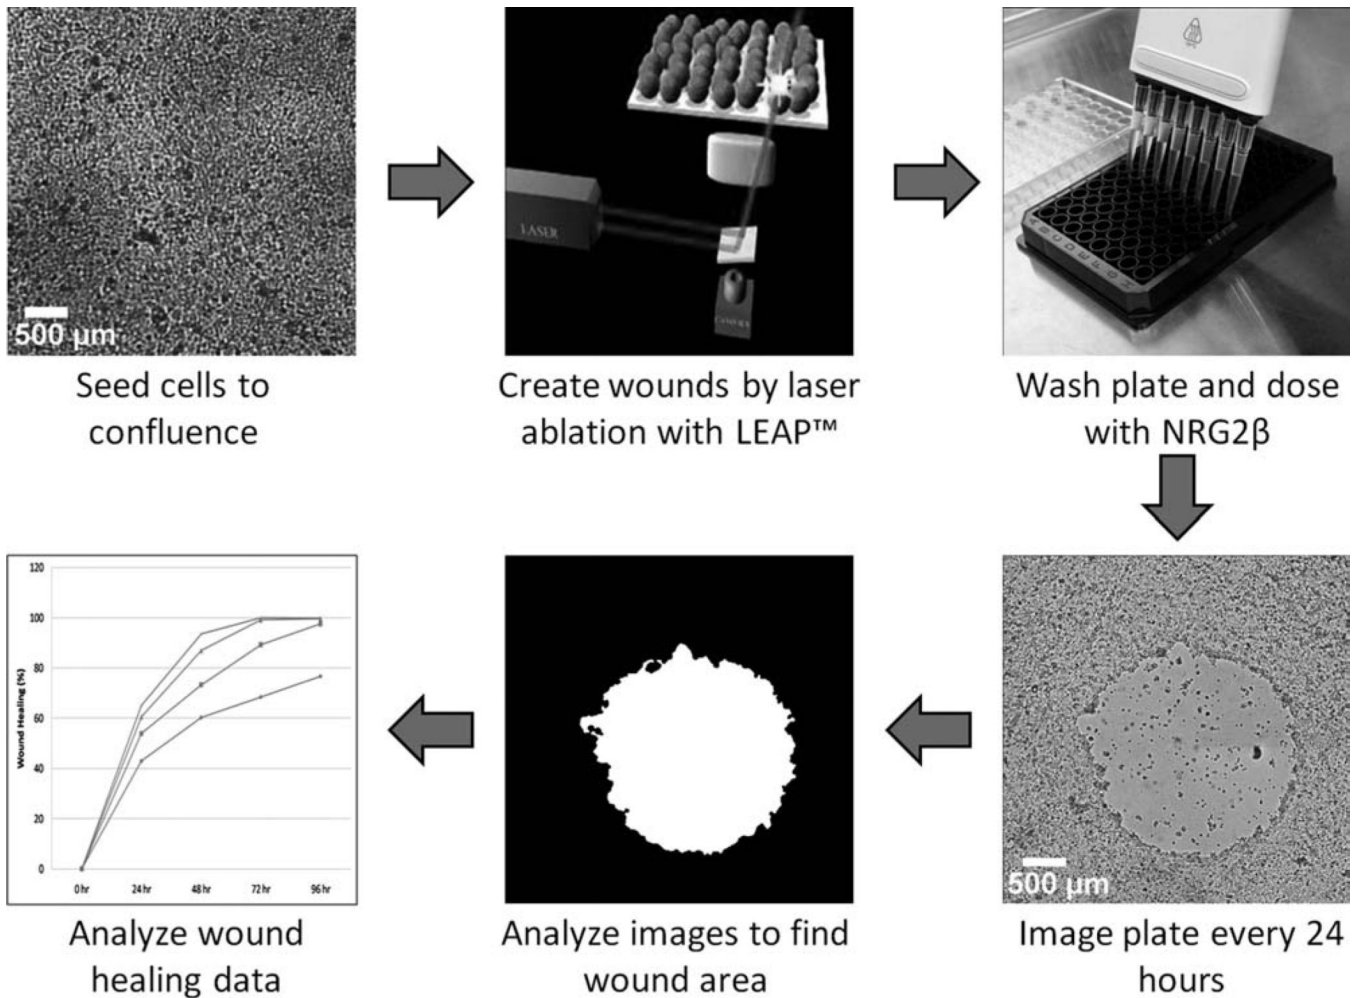 500 µm
Seed cells to
confluence
LASER
CAMERA
Create wounds by laser
ablation with LEAP™
Wash plate and dose
with NRG2β
500 µm
Image plate every 24
hours
Analyze images to find
wound area
Wound Healing (%)
120
100
80
60
40
20
0
0 hr
24 hr
48 hr
72 hr
96 hr
Analyze wound
healing data